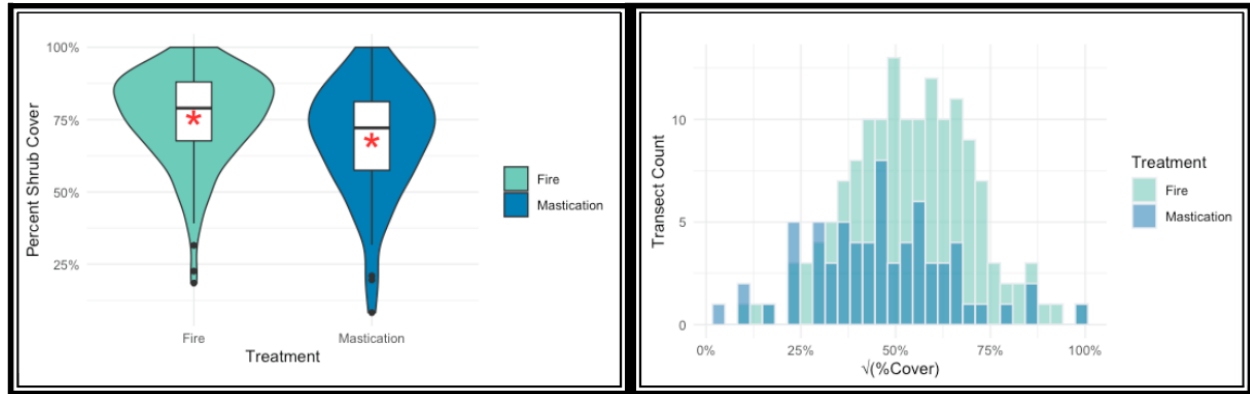 100%
75%
50%
25%
Percent Shrub Cover
*
*
Fire
Mastication
Treatment
Fire
Mastication
10
5
0
Transect Count
0%
25%
50%
75%
100%
√(%Cover)
Treatment
Fire
Mastication